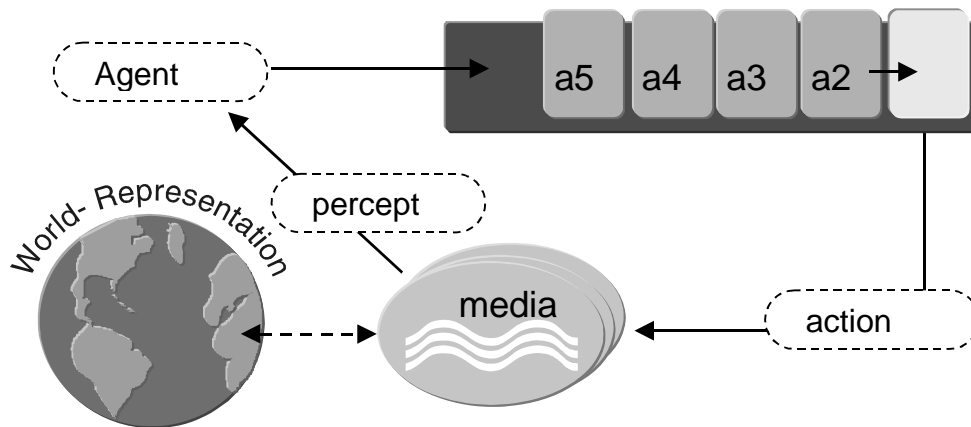 Agent
a5 a4 a3 a2
percept
World- Representation
media
action